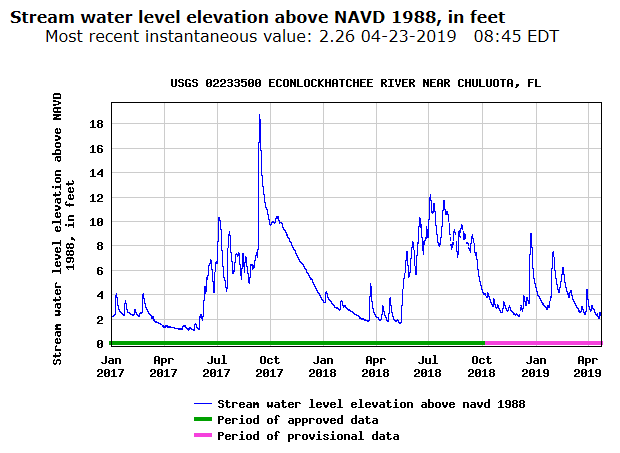 Stream water level elevation above NAVD 1988, in feet
Most recent instantaneous value: 2.26 04-23-2019 08:45 EDT
USGS 02233500 ECONLOCKHATCHEE RIVER NEAR CHULUOTA, FL
Stream water level elevation above NAVD
1988, in feet
18
16
14
12
10
8
6
4
2
0
Jan Apr Jul Oct Jan Apr Jul Oct Jan Apr
2017 2017 2017 2017 2018 2018 2018 2018 2019 2019
Stream water level elevation above navd 1988
Period of approved data
Period of provisional data